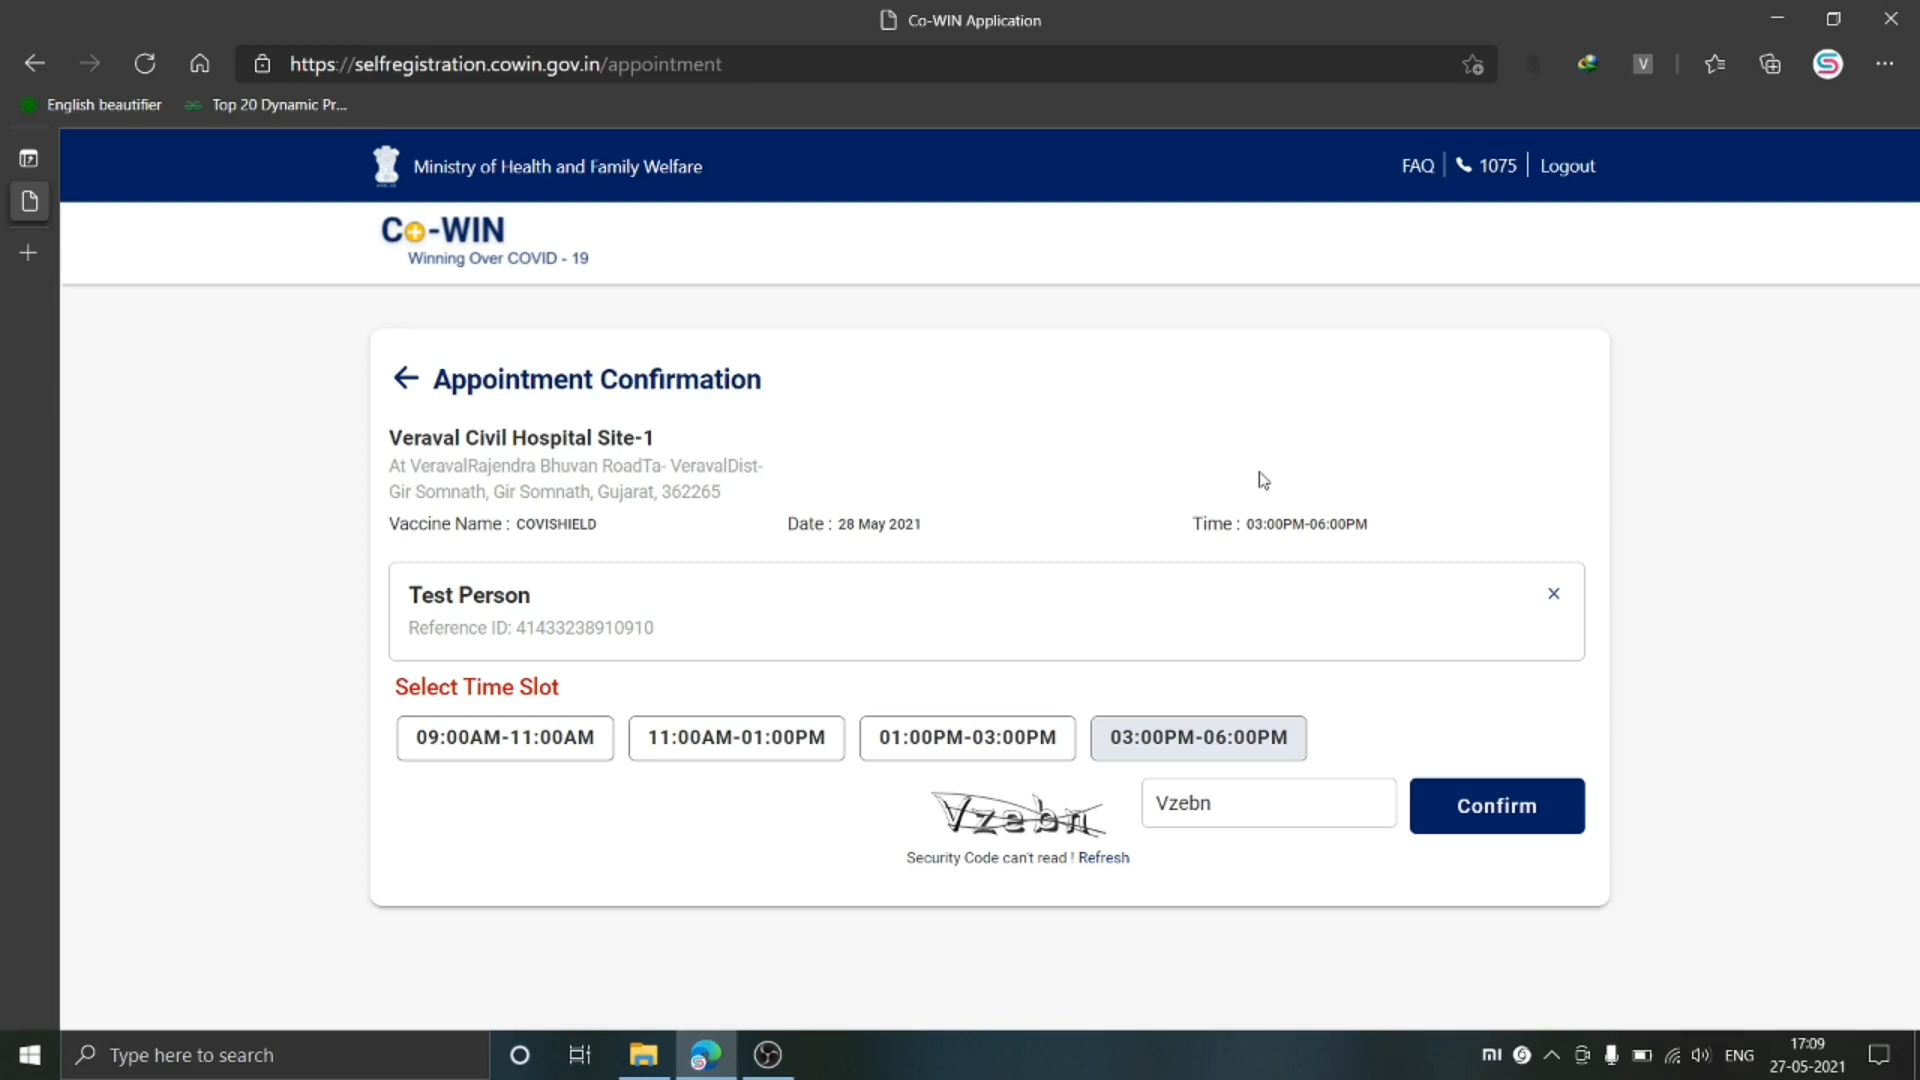 Co-WIN Application
https://selfregistration.cowin.gov.in/appointment
V
English beautifier
Top 20 Dynamic Pr...
Ministry of Health and Family Welfare
FAQ
1075
Logout
Co-WIN
Winning Over COVID - 19
Appointment Confirmation
Veraval Civil Hospital Site-1
At VeravalRajendra Bhuvan RoadTa- VeravalDist-
Gir Somnath, Gir Somnath, Gujarat, 362265
Vaccine Name : COVISHIELD
Date : 28 May 2021
Time : 03:00PM-06:00PM
Test Person
Reference ID: 41433238910910
Select Time Slot
09:00AM-11:00AM
11:00AM-01:00PM
01:00PM-03:00PM
03:00PM-06:00PM
Vzebn
Vzebn
Confirm
Security Code can't read ! Refresh
Type here to search
MI
ENG
17:09
27-05-2021